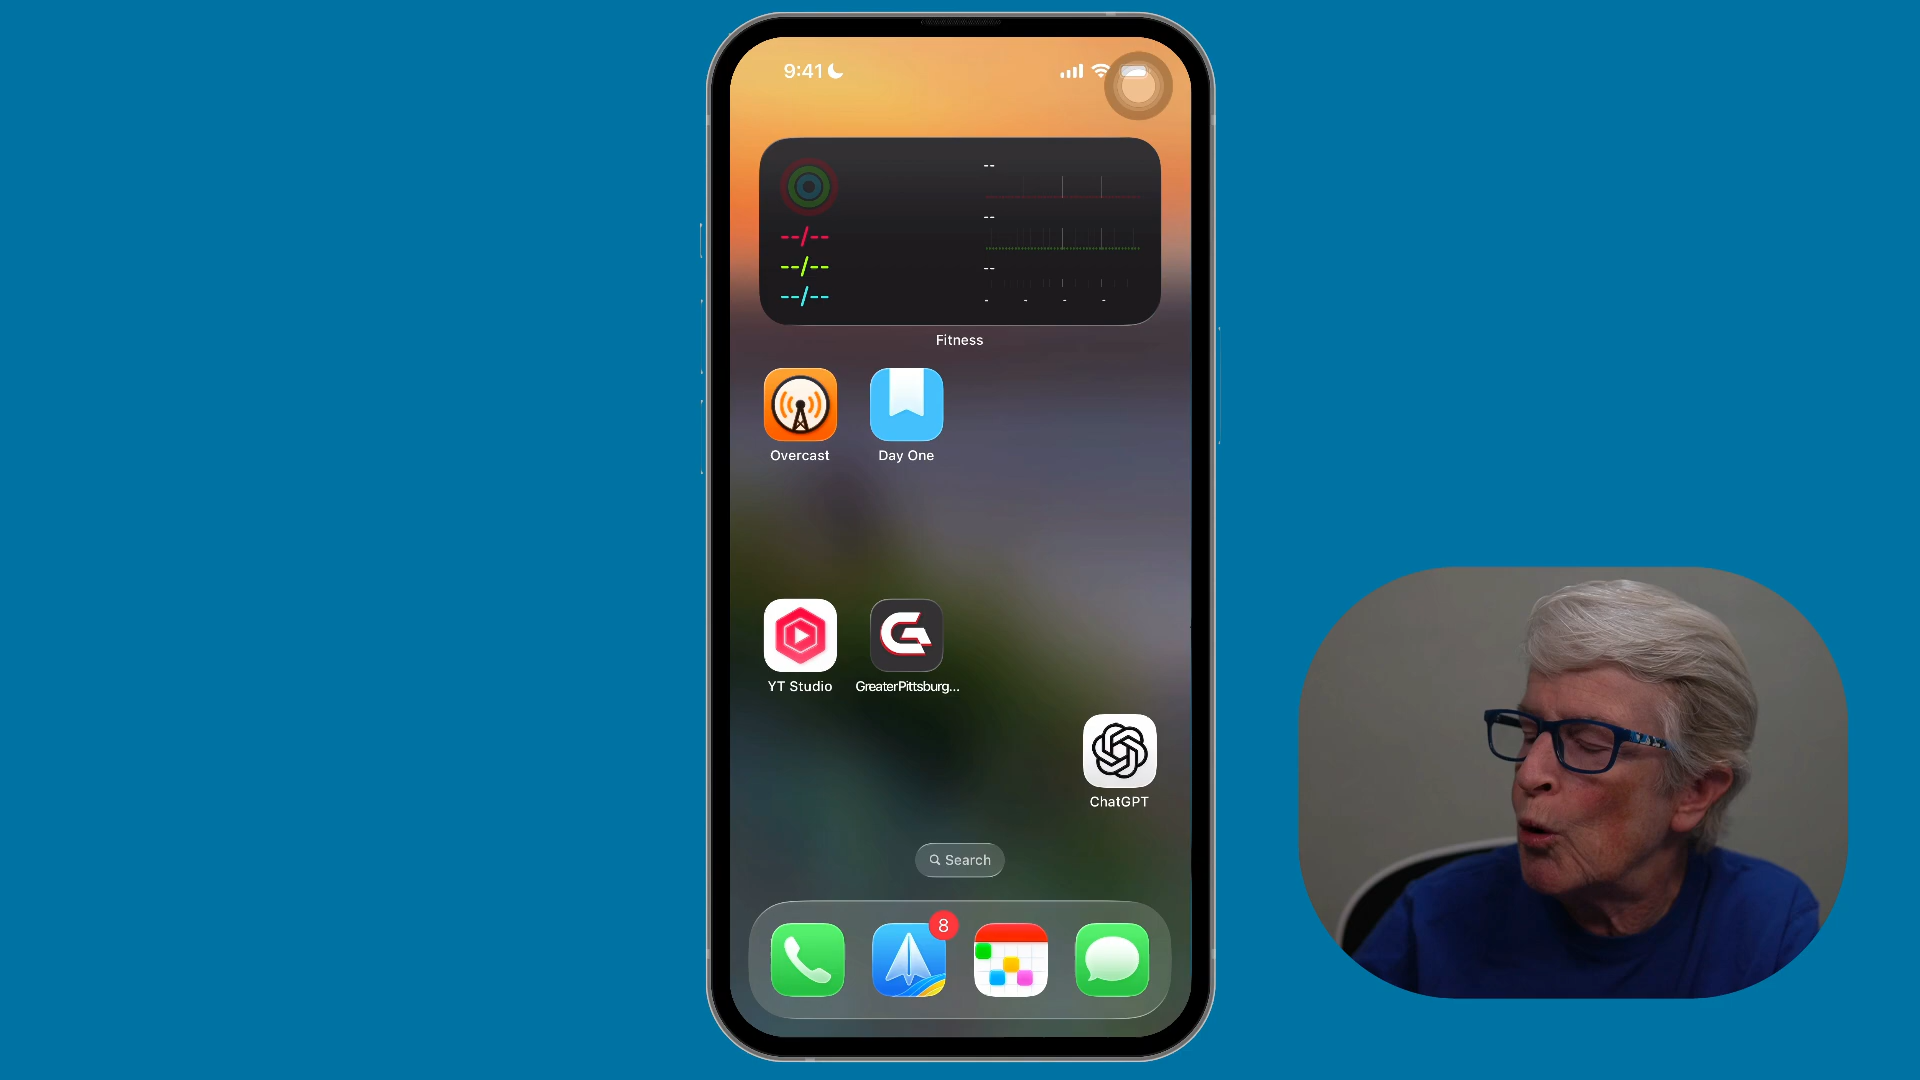 9:41
--
--
--/--
--/--
--
--/--
- - - -
Fitness
Overcast
Day One
YT Studio
GreaterPittsburg...
ChatGPT
Search
8